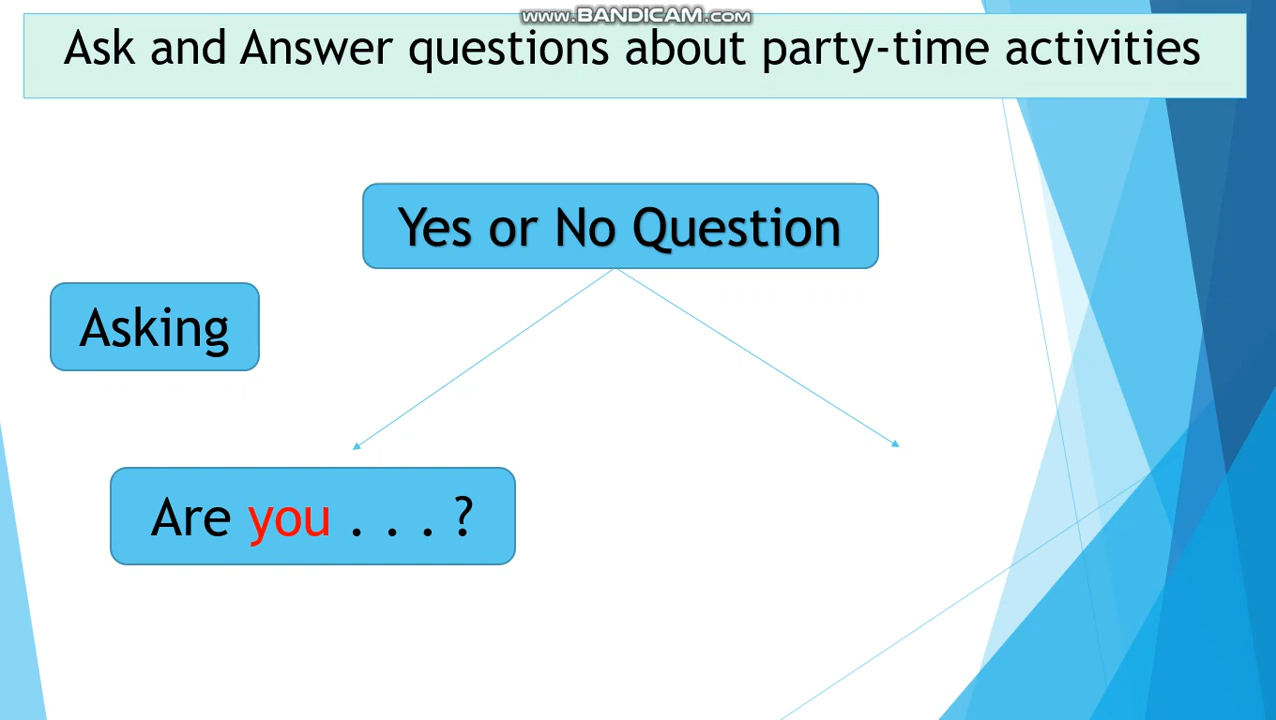 www.BANDICAM.com
Ask and Answer questions about party-time activities
Yes or No Question
Asking
Are you . . . ?